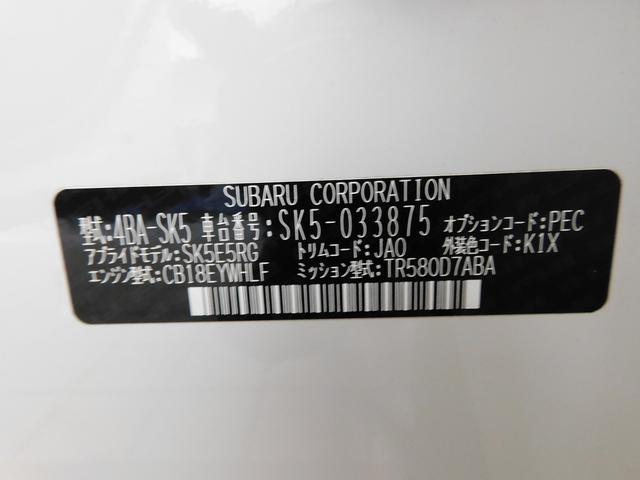 SUBARU CORPORATION
型式:4BA-SK5 車台番号:SK5-033875 オプションコード:PEC
アプライドモデル:SK5E5RG トリムコード:JAO 外装色コード:K1X
エンジン型式:CB18EYWHLF ミッション型式:TR580D7ABA